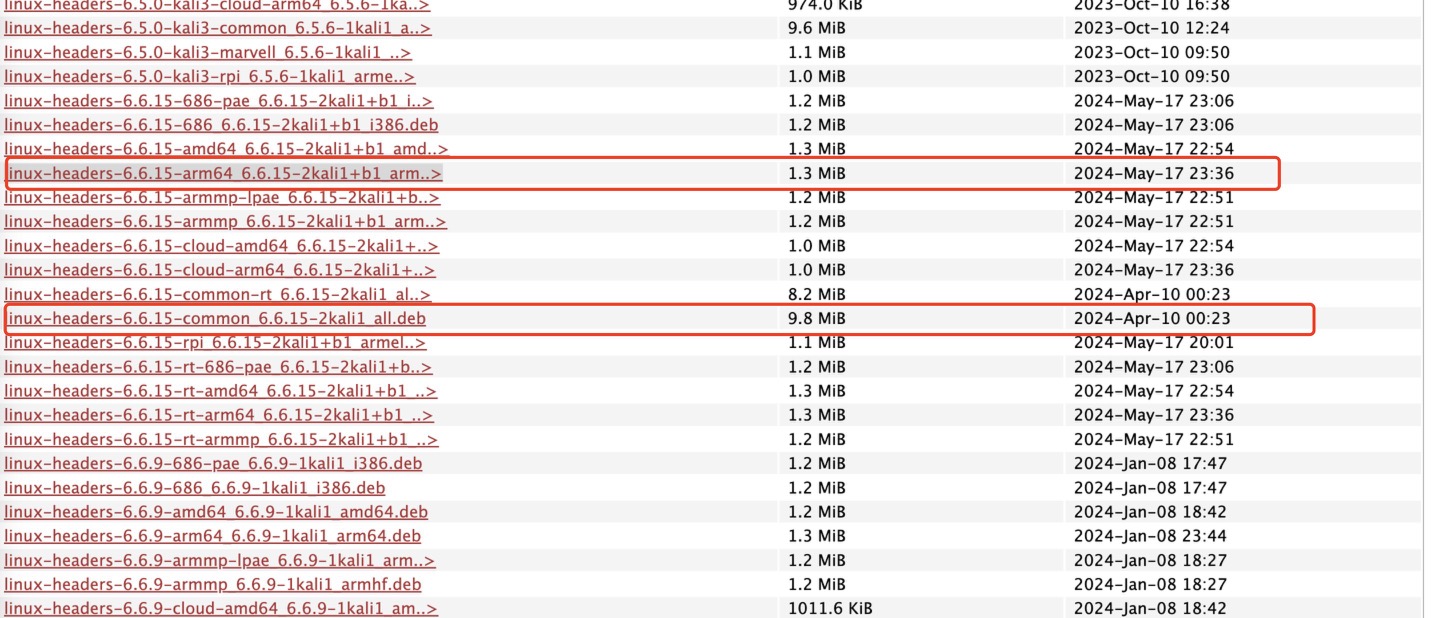 linux-headers-6.5.0-kali3-cloud-arm64_6.5.6-1ka..> 974.0 KiB 2023-Oct-10 16:38
linux-headers-6.5.0-kali3-common_6.5.6-1kali1_a..> 9.6 MiB 2023-Oct-10 12:24
linux-headers-6.5.0-kali3-marvell_6.5.6-1kali1_..> 1.1 MiB 2023-Oct-10 09:50
linux-headers-6.5.0-kali3-rpi_6.5.6-1kali1_arme..> 1.0 MiB 2023-Oct-10 09:50
linux-headers-6.6.15-686-pae_6.6.15-2kali1+b1_i..> 1.2 MiB 2024-May-17 23:06
linux-headers-6.6.15-686_6.6.15-2kali1+b1_i386.deb 1.2 MiB 2024-May-17 23:06
linux-headers-6.6.15-amd64_6.6.15-2kali1+b1_amd..> 1.3 MiB 2024-May-17 22:54
linux-headers-6.6.15-arm64_6.6.15-2kali1+b1_arm..> 1.3 MiB 2024-May-17 23:36
linux-headers-6.6.15-armmp-lpae_6.6.15-2kali1+b..> 1.2 MiB 2024-May-17 22:51
linux-headers-6.6.15-armmp_6.6.15-2kali1+b1_arm..> 1.2 MiB 2024-May-17 22:51
linux-headers-6.6.15-cloud-amd64_6.6.15-2kali1+..> 1.0 MiB 2024-May-17 22:54
linux-headers-6.6.15-cloud-arm64_6.6.15-2kali1+..> 1.0 MiB 2024-May-17 23:36
linux-headers-6.6.15-common-rt_6.6.15-2kali1_al..> 8.2 MiB 2024-Apr-10 00:23
linux-headers-6.6.15-common_6.6.15-2kali1_all.deb 9.8 MiB 2024-Apr-10 00:23
linux-headers-6.6.15-rpi_6.6.15-2kali1+b1_armel..> 1.1 MiB 2024-May-17 20:01
linux-headers-6.6.15-rt-686-pae_6.6.15-2kali1+b..> 1.2 MiB 2024-May-17 23:06
linux-headers-6.6.15-rt-amd64_6.6.15-2kali1+b1_..> 1.3 MiB 2024-May-17 22:54
linux-headers-6.6.15-rt-arm64_6.6.15-2kali1+b1_..> 1.3 MiB 2024-May-17 23:36
linux-headers-6.6.15-rt-armmp_6.6.15-2kali1+b1_..> 1.2 MiB 2024-May-17 22:51
linux-headers-6.6.9-686-pae_6.6.9-1kali1_i386.deb 1.2 MiB 2024-Jan-08 17:47
linux-headers-6.6.9-686_6.6.9-1kali1_i386.deb 1.2 MiB 2024-Jan-08 17:47
linux-headers-6.6.9-amd64_6.6.9-1kali1_amd64.deb 1.2 MiB 2024-Jan-08 18:42
linux-headers-6.6.9-arm64_6.6.9-1kali1_arm64.deb 1.3 MiB 2024-Jan-08 23:44
linux-headers-6.6.9-armmp-lpae_6.6.9-1kali1_arm..> 1.2 MiB 2024-Jan-08 18:27
linux-headers-6.6.9-armmp_6.6.9-1kali1_armhf.deb 1.2 MiB 2024-Jan-08 18:27
linux-headers-6.6.9-cloud-amd64_6.6.9-1kali1_am..> 1011.6 KiB 2024-Jan-08 18:42